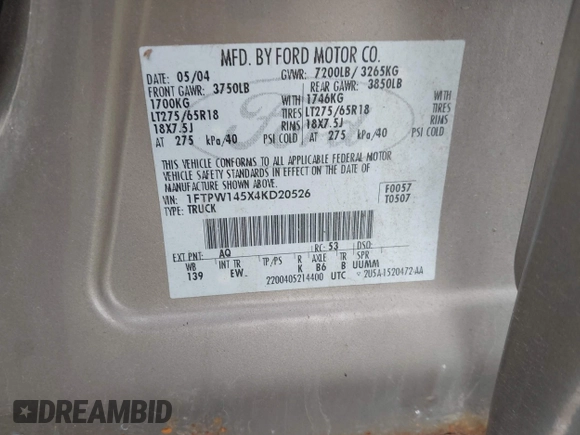 MFD. BY FORD MOTOR CO.
DATE: 05/04 GVWR: 7200LB/ 3265KG
FRONT GAWR: 3750LB REAR GAWR: 3850LB
1700KG WITH 1746KG WITH
LT275/65R18 TIRES LT275/65R18 TIRES
18X7.5J RIMS 18X7.5J RIMS
AT 275 kPa/40 PSI COLD AT 275 kPa/40 PSI COLD
THIS VEHICLE CONFORMS TO ALL APPLICABLE FEDERAL MOTOR
VEHICLE SAFETY STANDARDS IN EFFECT ON THE DATE OF
MANUFACTURE SHOWN ABOVE.
VIN: 1FTPW145X4KD20526 F0057
TYPE: TRUCK T0507
EXT PNT: AQ RC: 53 DSO:
WB INT TR TP/PS R AXLE TR SPR
139 EW K B6 B UUMM
2200405214400 UTC 2U5A-1520472-AA
Ford
DREAMBID